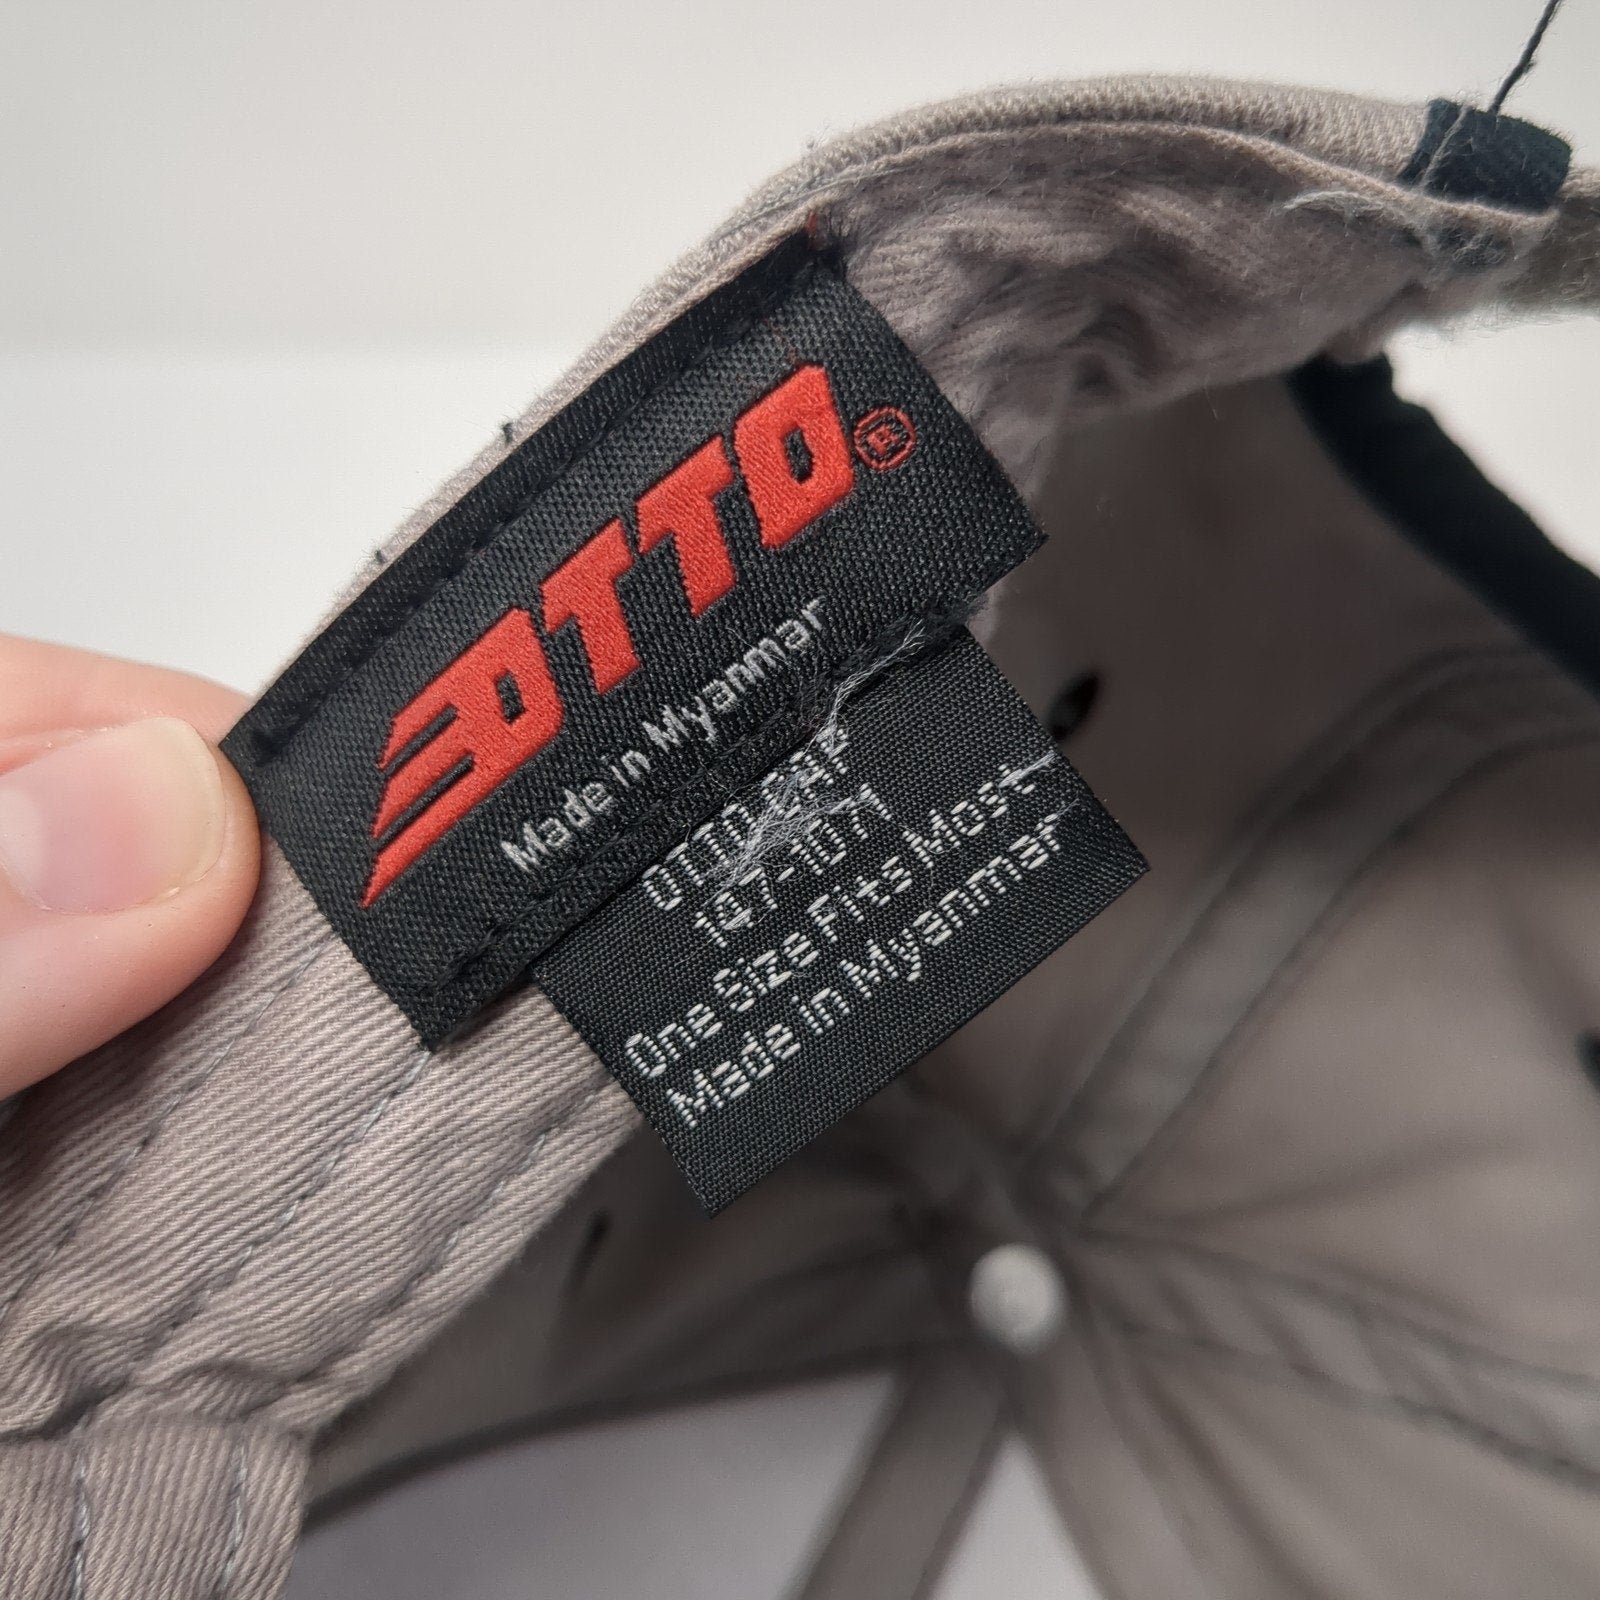 OTTO®
Made in Myanmar
OTTO CAP
147-1071
One Size Fits Most
Made in Myanmar